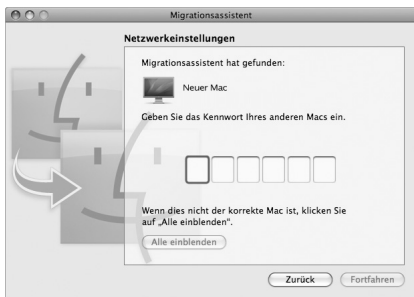 Migrationsassistent
Netzwerkeinstellungen
Migrationsassistent hat gefunden:
Neuer Mac
Geben Sie das Kennwort Ihres anderen Macs ein.
Wenn dies nicht der korrekte Mac ist, klicken Sie
auf „Alle einblenden“.
Alle einblenden
Zurück
Fortfahren